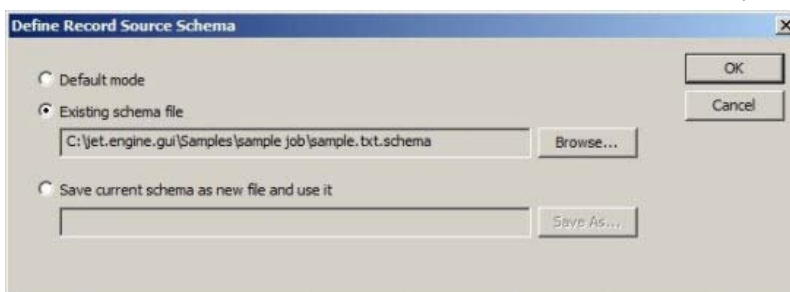 Define Record Source Schema
Default mode
OK
Existing schema file
Cancel
C:\jet.engine.gui\Samples\sample job\sample.txt.schema
Browse...
Save current schema as new file and use it
Save As...